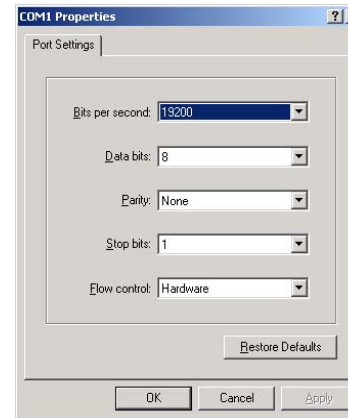 COM1 Properties ?
Port Settings
Bits per second: 19200
Data bits: 8
Parity: None
Stop bits: 1
Flow control: Hardware
Restore Defaults
OK Cancel Apply